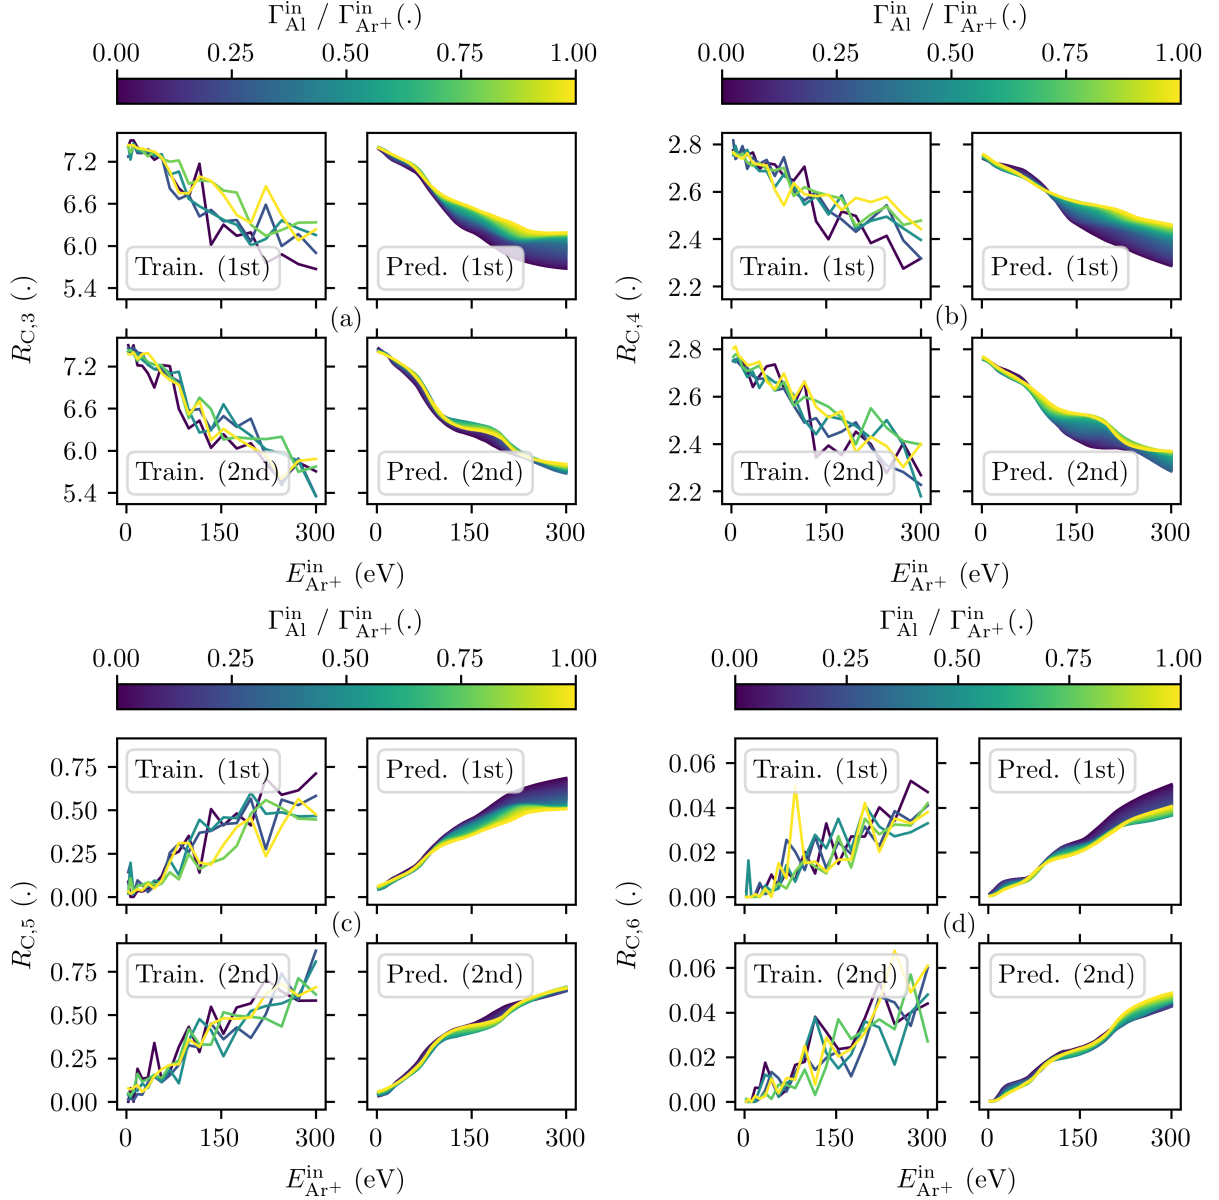 Γ^in_Al / Γ^in_Ar+(.)
0.00 0.25 0.50 0.75 1.00
7.2
6.6
6.0
5.4
Train. (1st)
Pred. (1st)
R_C,3 (.)
(a)
7.2
6.6
6.0
5.4
Train. (2nd)
Pred. (2nd)
0 150 300
0 150 300
E^in_Ar+ (eV)
Γ^in_Al / Γ^in_Ar+(.)
0.00 0.25 0.50 0.75 1.00
2.8
2.6
2.4
2.2
Train. (1st)
Pred. (1st)
R_C,4 (.)
(b)
2.8
2.6
2.4
2.2
Train. (2nd)
Pred. (2nd)
0 150 300
0 150 300
E^in_Ar+ (eV)
Γ^in_Al / Γ^in_Ar+(.)
0.00 0.25 0.50 0.75 1.00
0.75
0.50
0.25
0.00
Train. (1st)
Pred. (1st)
R_C,5 (.)
(c)
0.75
0.50
0.25
0.00
Train. (2nd)
Pred. (2nd)
0 150 300
0 150 300
E^in_Ar+ (eV)
Γ^in_Al / Γ^in_Ar+(.)
0.00 0.25 0.50 0.75 1.00
0.06
0.04
0.02
0.00
Train. (1st)
Pred. (1st)
R_C,6 (.)
(d)
0.06
0.04
0.02
0.00
Train. (2nd)
Pred. (2nd)
0 150 300
0 150 300
E^in_Ar+ (eV)